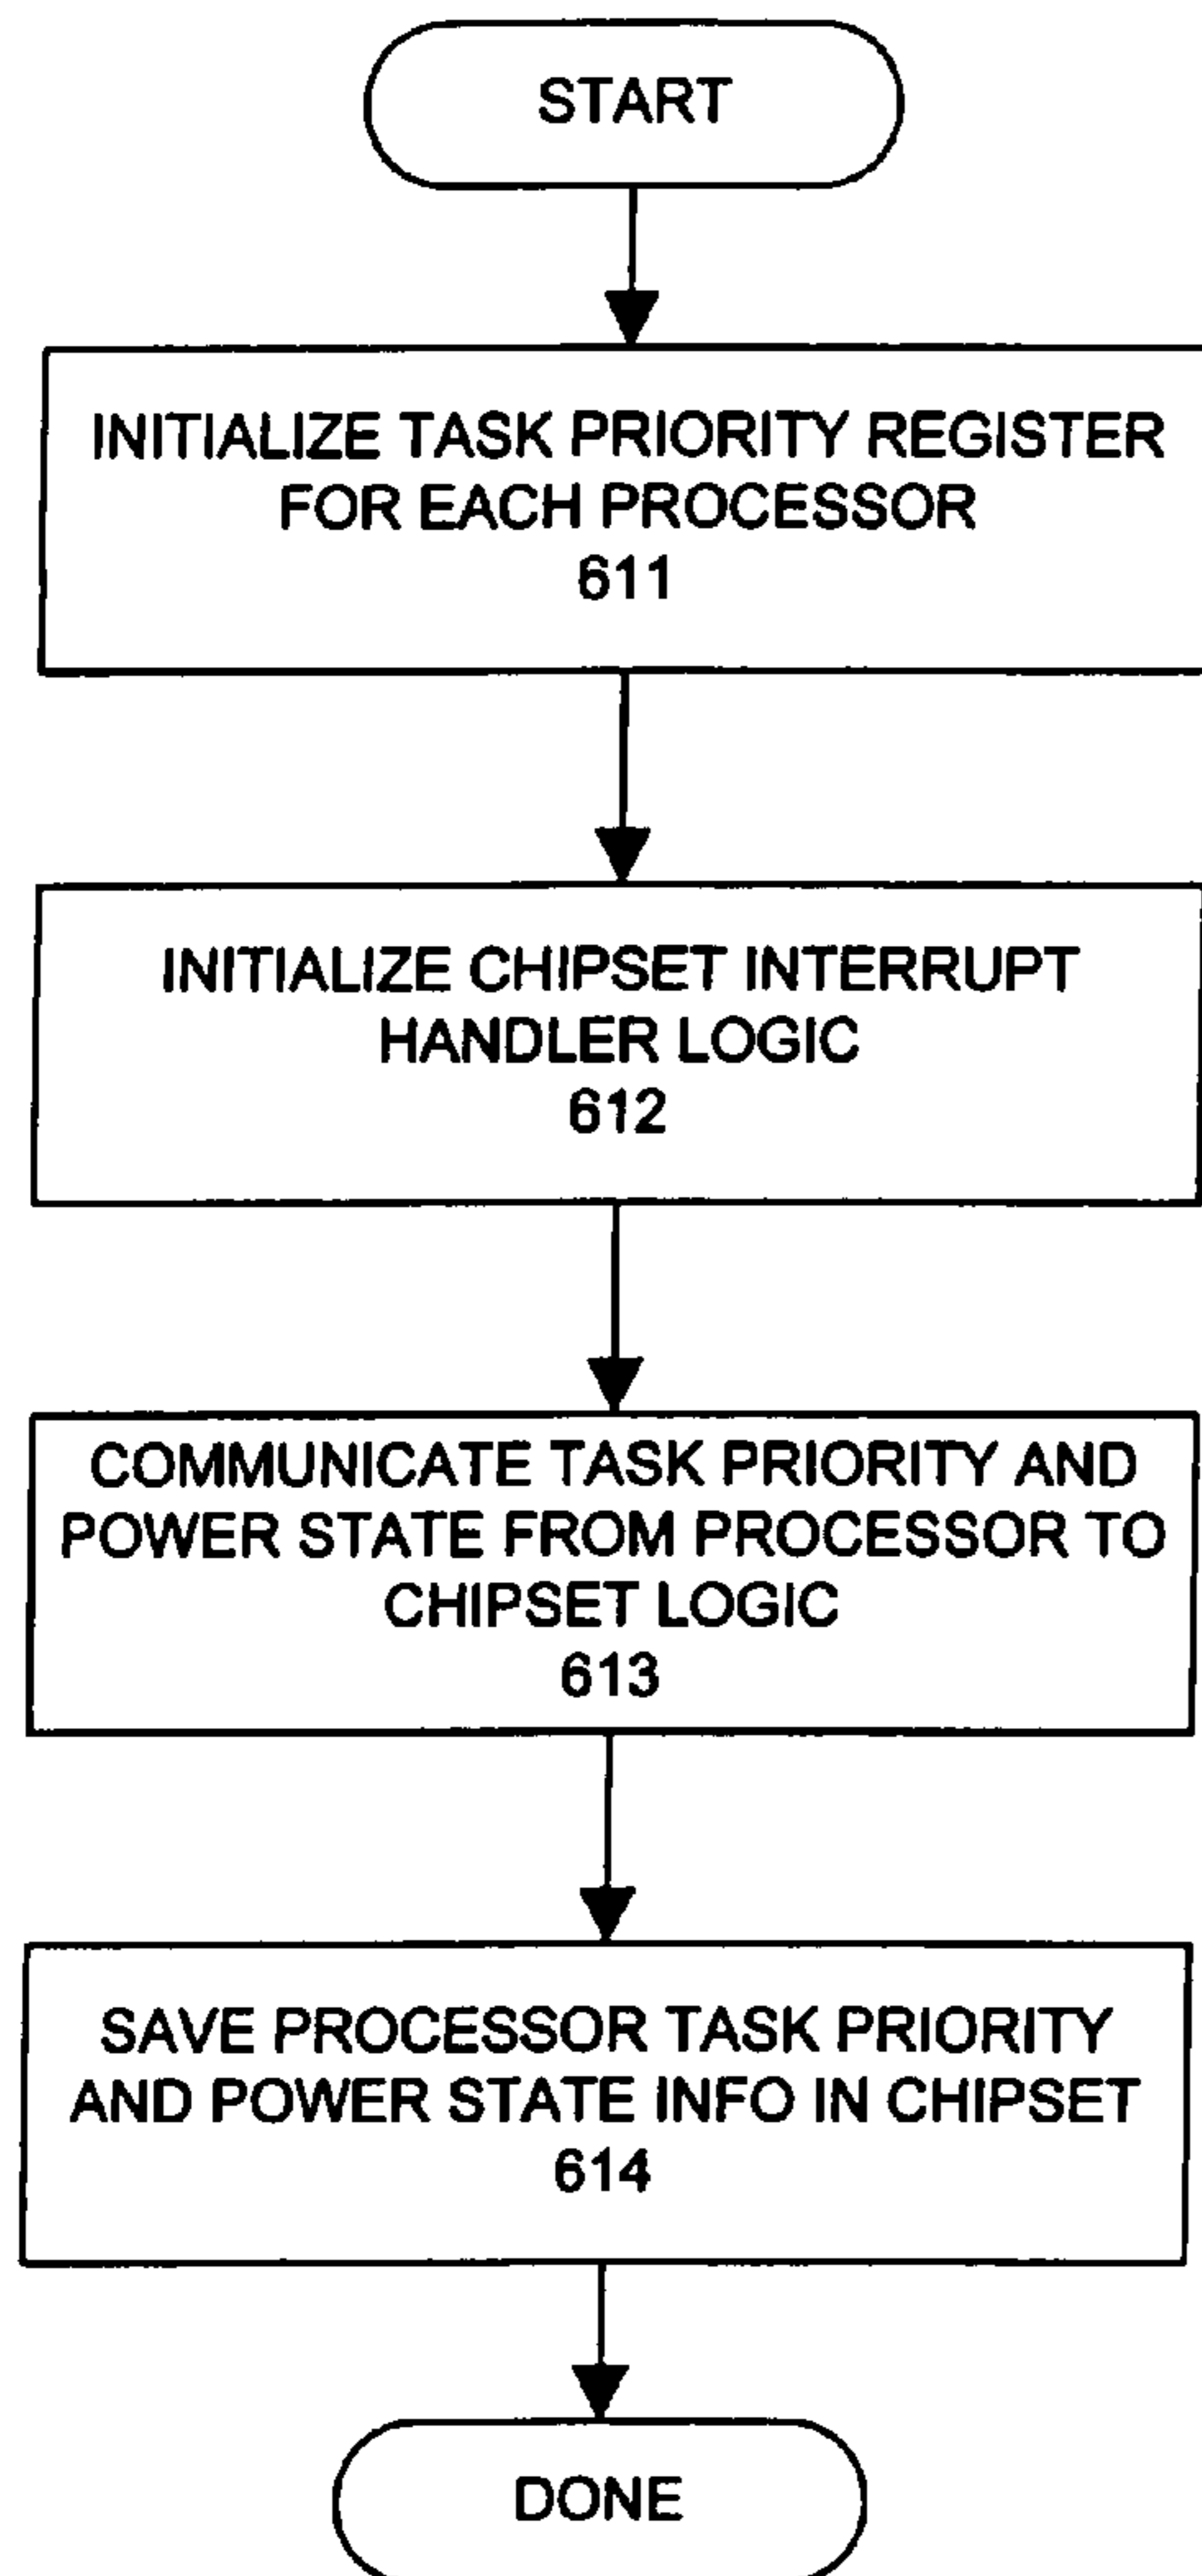 START
INITIALIZE TASK PRIORITY REGISTER
FOR EACH PROCESSOR
611
INITIALIZE CHIPSET INTERRUPT
HANDLER LOGIC
612
COMMUNICATE TASK PRIORITY AND
POWER STATE FROM PROCESSOR TO
CHIPSET LOGIC
613
SAVE PROCESSOR TASK PRIORITY
AND POWER STATE INFO IN CHIPSET
614
DONE